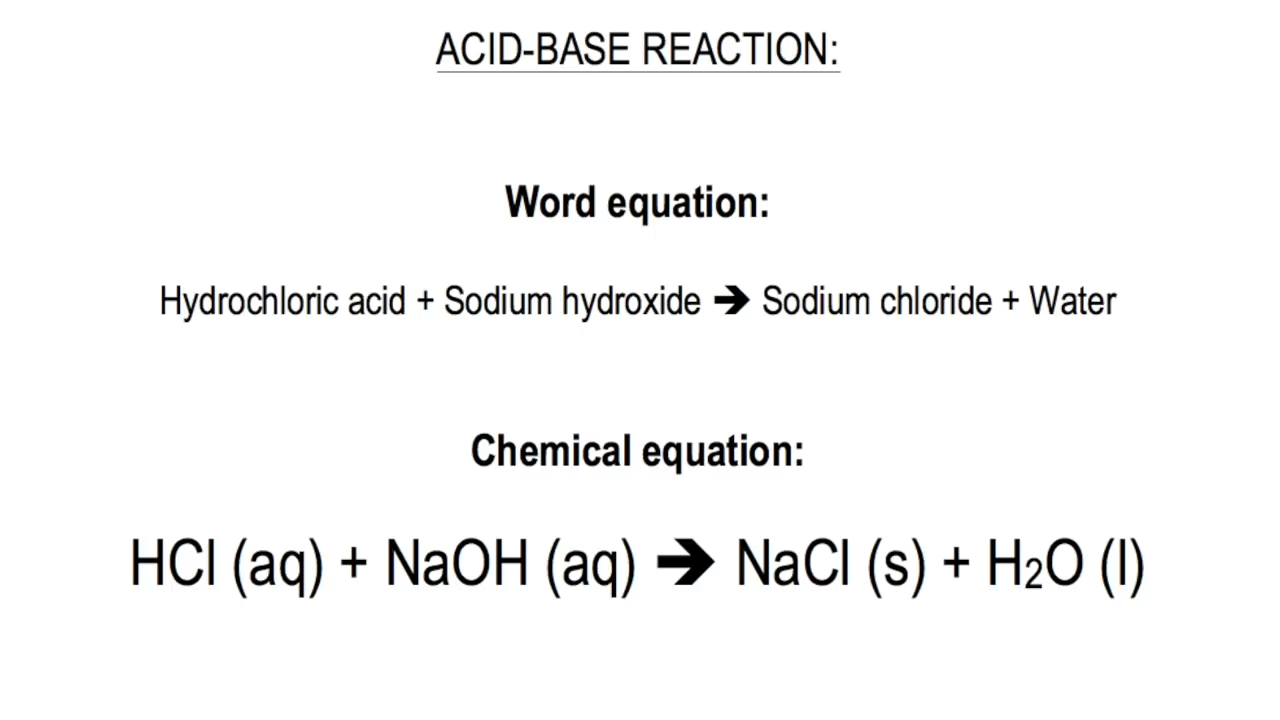 ACID-BASE REACTION:
Word equation:
Hydrochloric acid + Sodium hydroxide ➔ Sodium chloride + Water
Chemical equation:
HCl (aq) + NaOH (aq) ➔ NaCl (s) + H₂O (l)